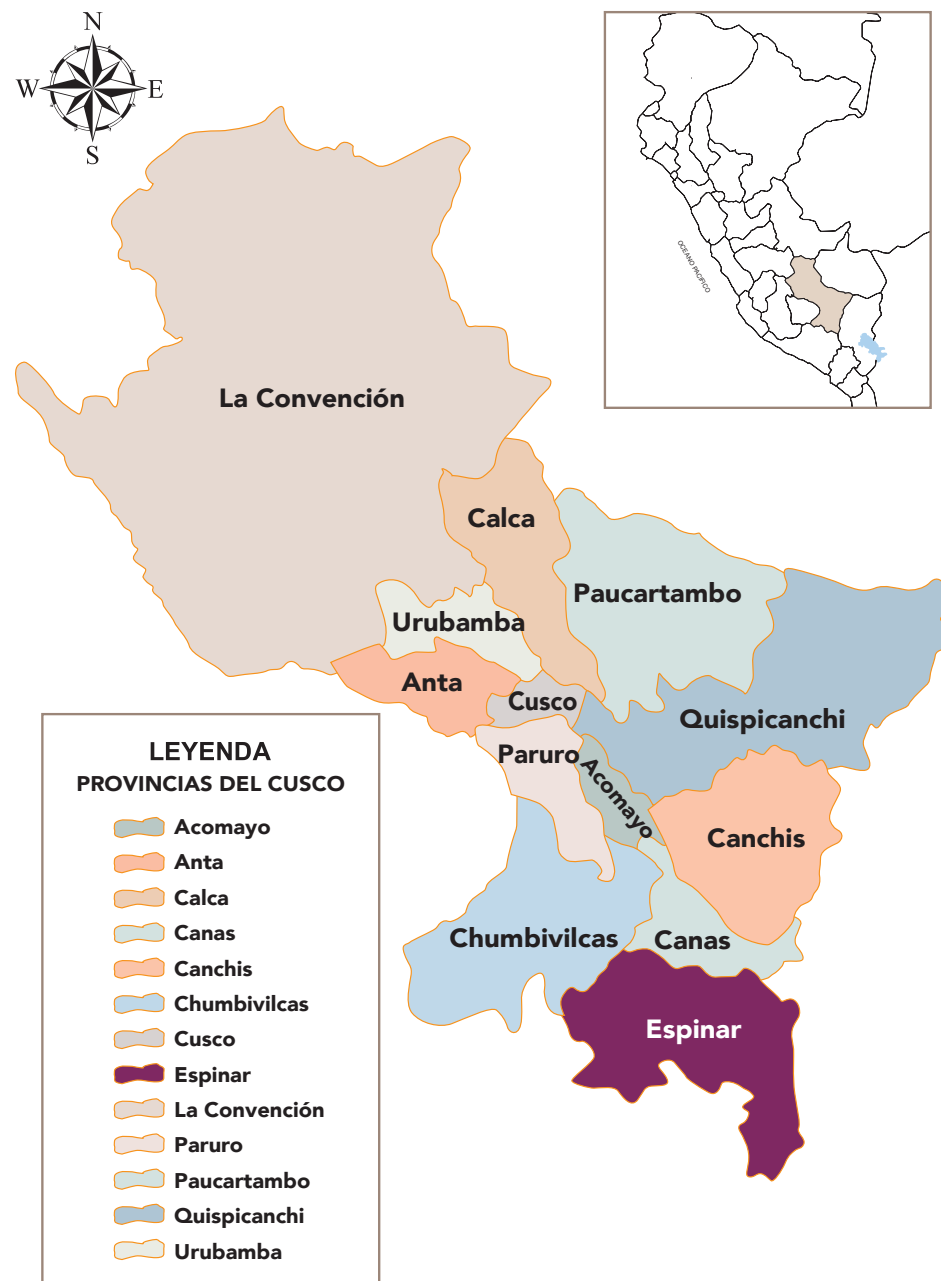 N
W E
S
OCEANO PACIFICO
La Convención
Calca
Paucartambo
Urubamba
Anta
Cusco
Quispicanchi
Paruro
Acomayo
Canchis
Chumbivilcas
Canas
Espinar
LEYENDA
PROVINCIAS DEL CUSCO
Acomayo
Anta
Calca
Canas
Canchis
Chumbivilcas
Cusco
Espinar
La Convención
Paruro
Paucartambo
Quispicanchi
Urubamba